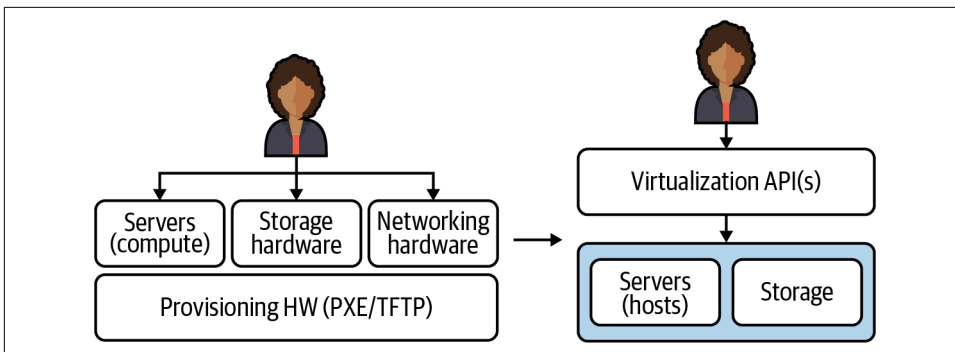 Servers
(compute)
Storage
hardware
Networking
hardware
Provisioning HW (PXE/TFTP)
Virtualization API(s)
Servers
(hosts)
Storage